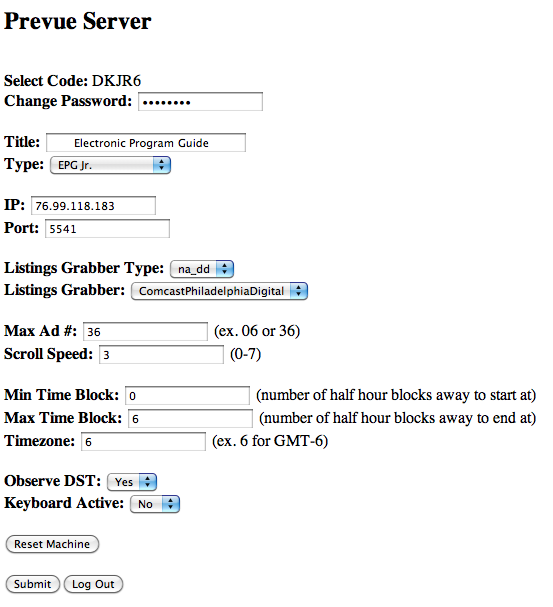 Prevue Server
Select Code: DKJR6
Change Password: ••••••••
Title: Electronic Program Guide
Type: EPG Jr.
IP: 76.99.118.183
Port: 5541
Listings Grabber Type: na_dd
Listings Grabber: ComcastPhiladelphiaDigital
Max Ad #: 36 (ex. 06 or 36)
Scroll Speed: 3 (0-7)
Min Time Block: 0 (number of half hour blocks away to start at)
Max Time Block: 6 (number of half hour blocks away to end at)
Timezone: 6 (ex. 6 for GMT-6)
Observe DST: Yes
Keyboard Active: No
Reset Machine
Submit Log Out